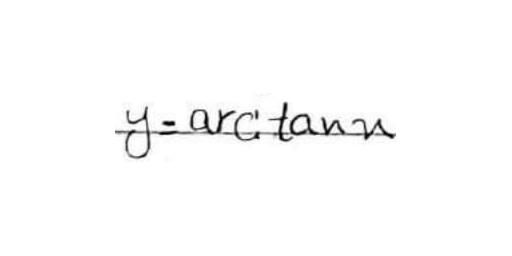 y = arc tan x